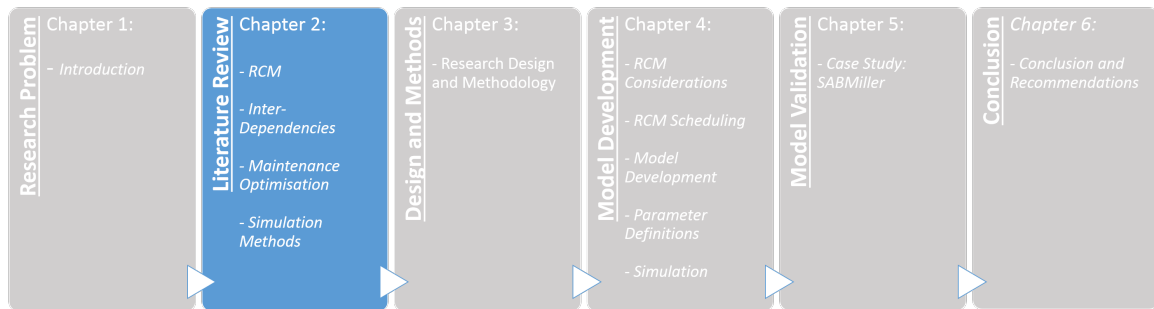 Research Problem
Chapter 1:
- Introduction
Literature Review
Chapter 2:
- RCM
- Inter-
Dependencies
- Maintenance
Optimisation
- Simulation
Methods
Design and Methods
Chapter 3:
- Research Design
and Methodology
Model Development
Chapter 4:
- RCM
Considerations
- RCM Scheduling
- Model
Development
- Parameter
Definitions
- Simulation
Model Validation
Chapter 5:
- Case Study:
SABMiller
Conclusion
Chapter 6:
- Conclusion and
Recommendations